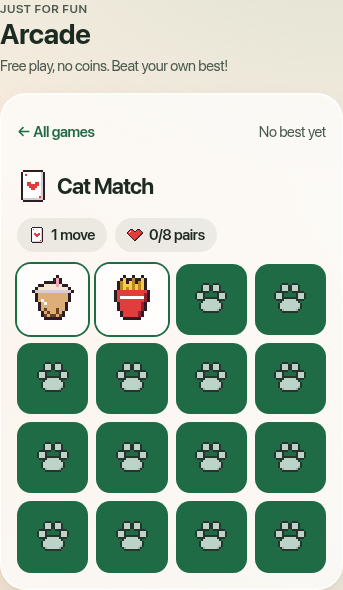 JUST FOR FUN
Arcade
Free play, no coins. Beat your own best!
← All games
No best yet
Cat Match
1 move
0/8 pairs